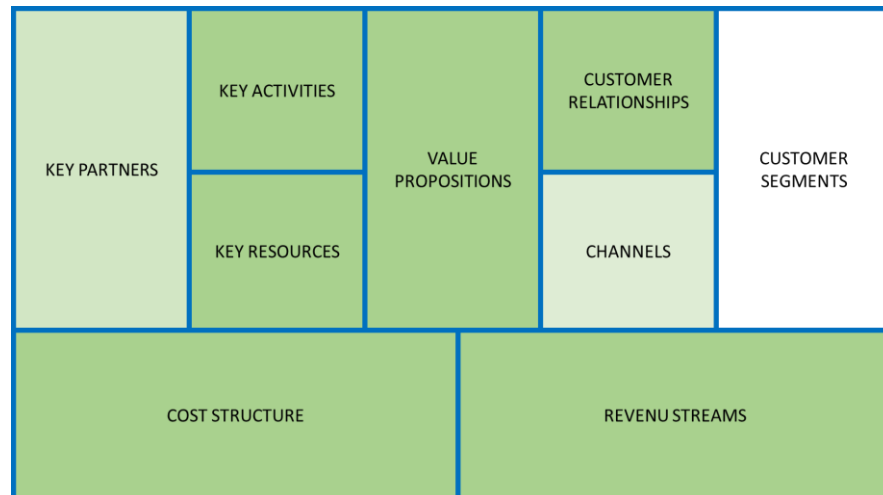 KEY PARTNERS
KEY ACTIVITIES
KEY RESOURCES
VALUE
PROPOSITIONS
CUSTOMER
RELATIONSHIPS
CHANNELS
CUSTOMER
SEGMENTS
COST STRUCTURE
REVENU STREAMS